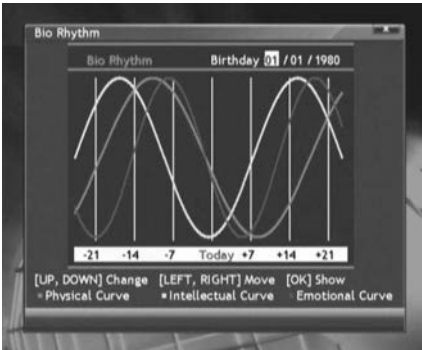 Bio Rhythm
Bio Rhythm Birthday 01 / 01 / 1980
-21 -14 -7 Today +7 +14 +21
[UP, DOWN] Change [LEFT, RIGHT] Move [OK] Show
Physical Curve Intellectual Curve Emotional Curve